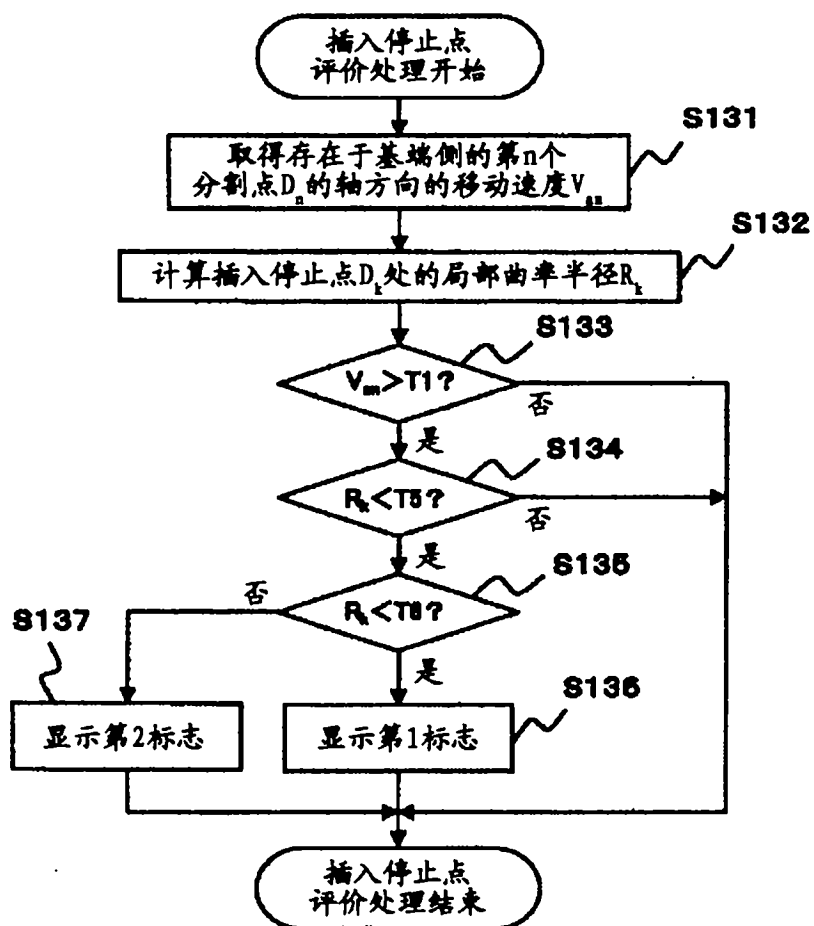 插入停止点
评价处理开始
S131
取得存在于基端侧的第n个
分割点Dₙ的轴方向的移动速度Vₐₙ
S132
计算插入停止点Dₖ处的局部曲率半径Rₖ
S133
Vₐₙ>T1?
否
是
S134
Rₖ<T5?
否
是
S135
否
Rₖ<T6?
S137
是
S136
显示第2标志
显示第1标志
插入停止点
评价处理结束